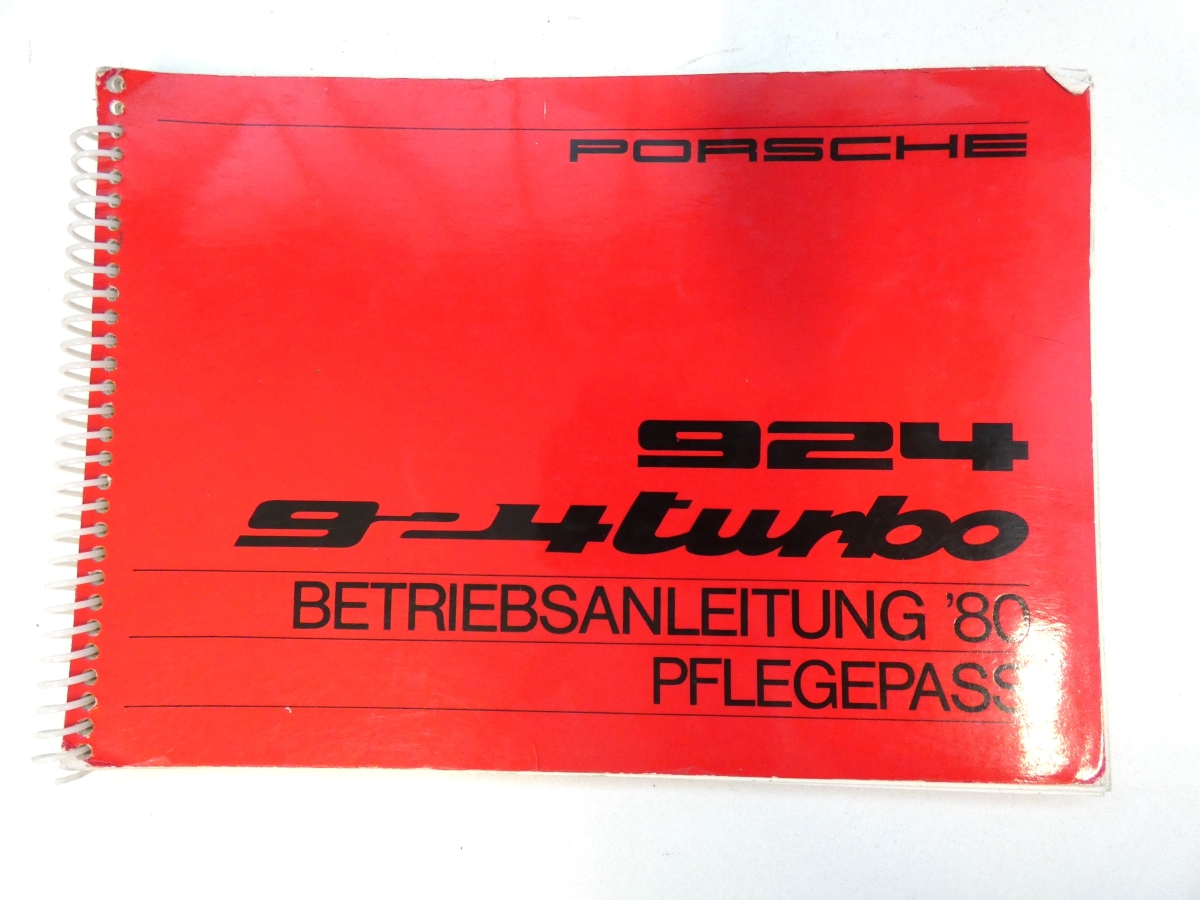 PORSCHE
924
924turbo
BETRIEBSANLEITUNG '80
PFLEGEPASS